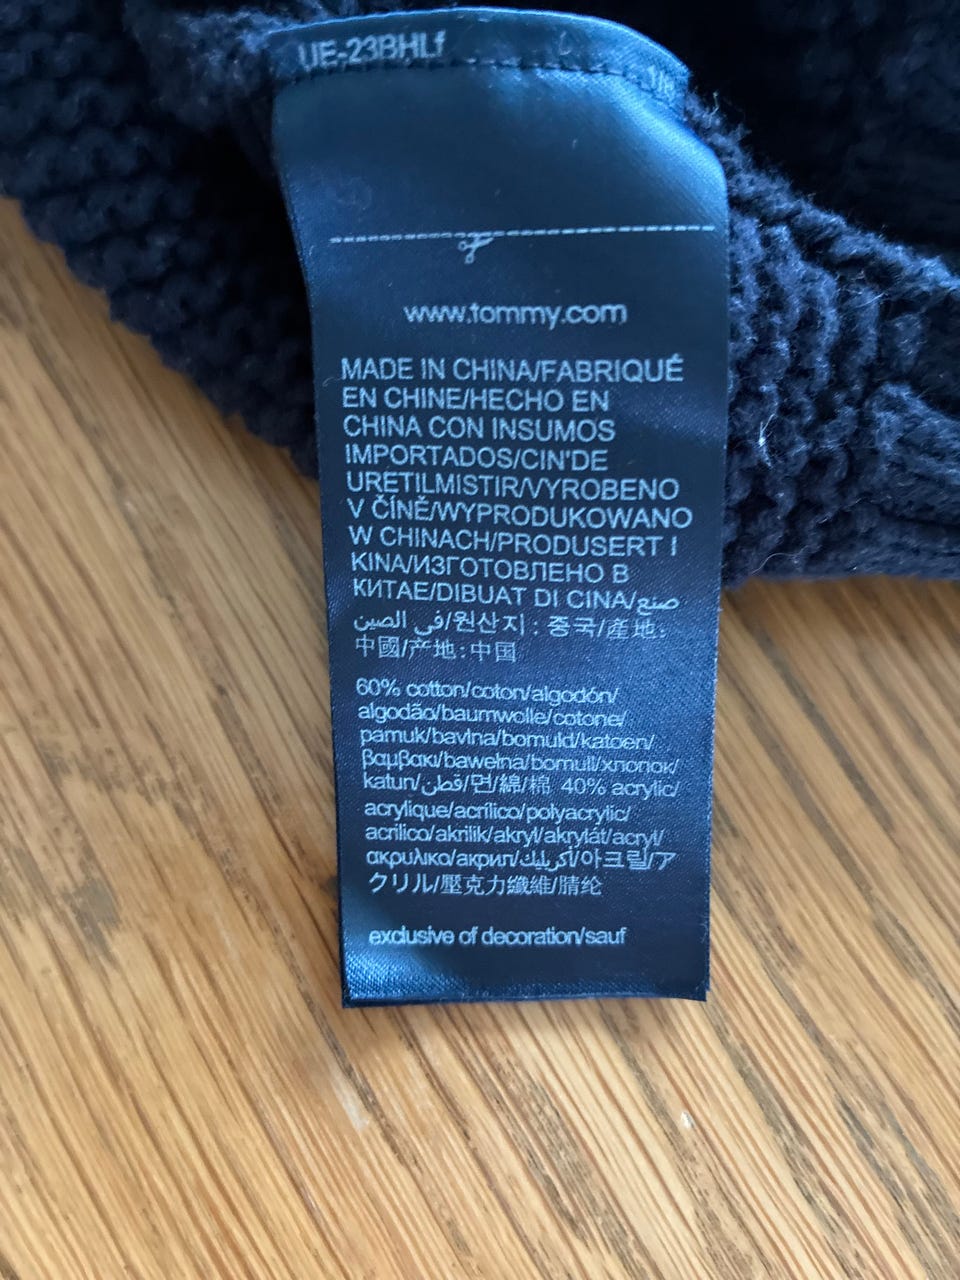 UE-23BHLf
www.tommy.com
MADE IN CHINA/FABRIQUÉ
EN CHINE/HECHO EN
CHINA CON INSUMOS
IMPORTADOS/CIN'DE
URETILMISTIR/VYROBENO
V ČÍNĚ/WYPRODUKOWANO
W CHINACH/PRODUSERT I
KINA/ИЗГОТОВЛЕНО В
КИТАЕ/DIBUAT DI CINA/صنع
في الصين/원산지 : 중국/產地:
中國/产地:中国
60% cotton/coton/algodón/
algodão/baumwolle/cotone/
pamuk/bavlna/bomuld/katoen/
βαμβακι/bawełna/bomull/хлопок/
katun/قطن/면/綿/棉 40% acrylic/
acrylique/acrílico/polyacrylic/
acrilico/akrilik/akryl/akrylát/acryl/
ακρυλικο/акрил/أكريليك/아크릴/ア
クリル/壓克力纖維/腈纶
exclusive of decoration/sauf